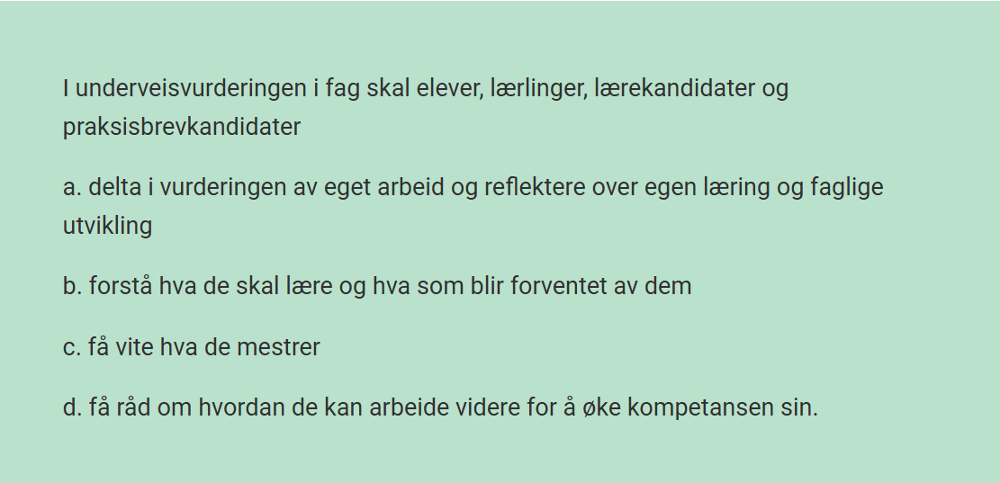 I underveisvurderingen i fag skal elever, lærlinger, lærekandidater og
praksisbrevkandidater
a. delta i vurderingen av eget arbeid og reflektere over egen læring og faglige
utvikling
b. forstå hva de skal lære og hva som blir forventet av dem
c. få vite hva de mestrer
d. få råd om hvordan de kan arbeide videre for å øke kompetansen sin.